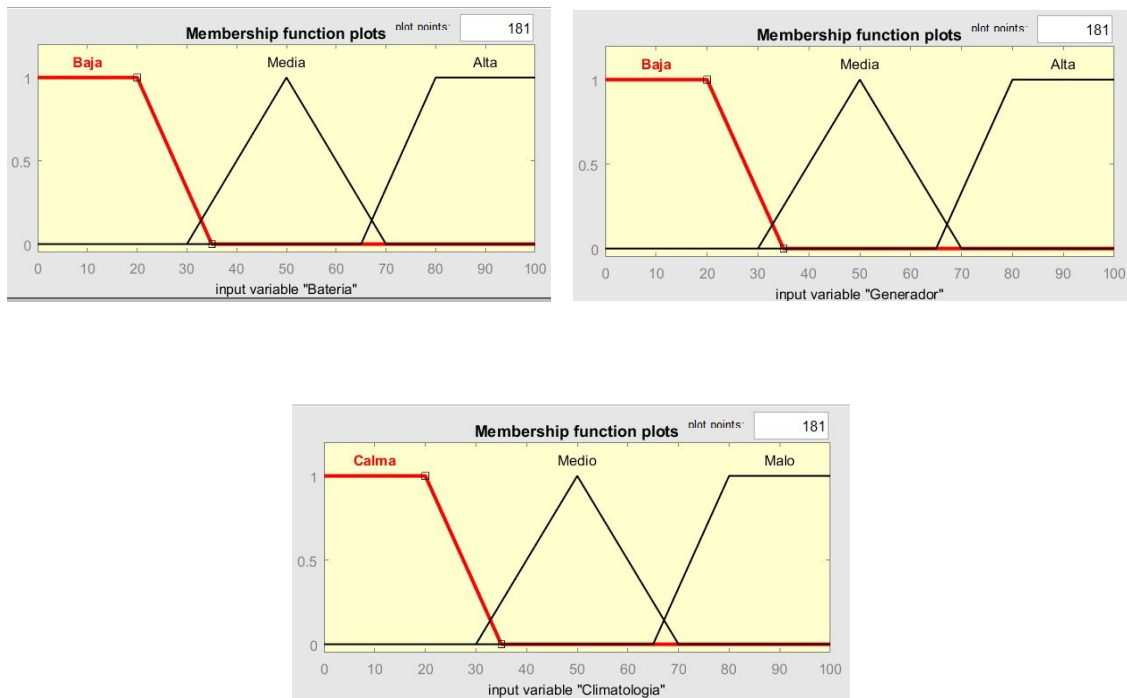 Membership function plots plot points: 181
Baja Media Alta
1
0.5
0
0 10 20 30 40 50 60 70 80 90 100
input variable "Bateria"
Membership function plots plot points: 181
Baja Media Alta
1
0.5
0
0 10 20 30 40 50 60 70 80 90 100
input variable "Generador"
Membership function plots plot points: 181
Calma Medio Malo
1
0.5
0
0 10 20 30 40 50 60 70 80 90 100
input variable "Climatologia"